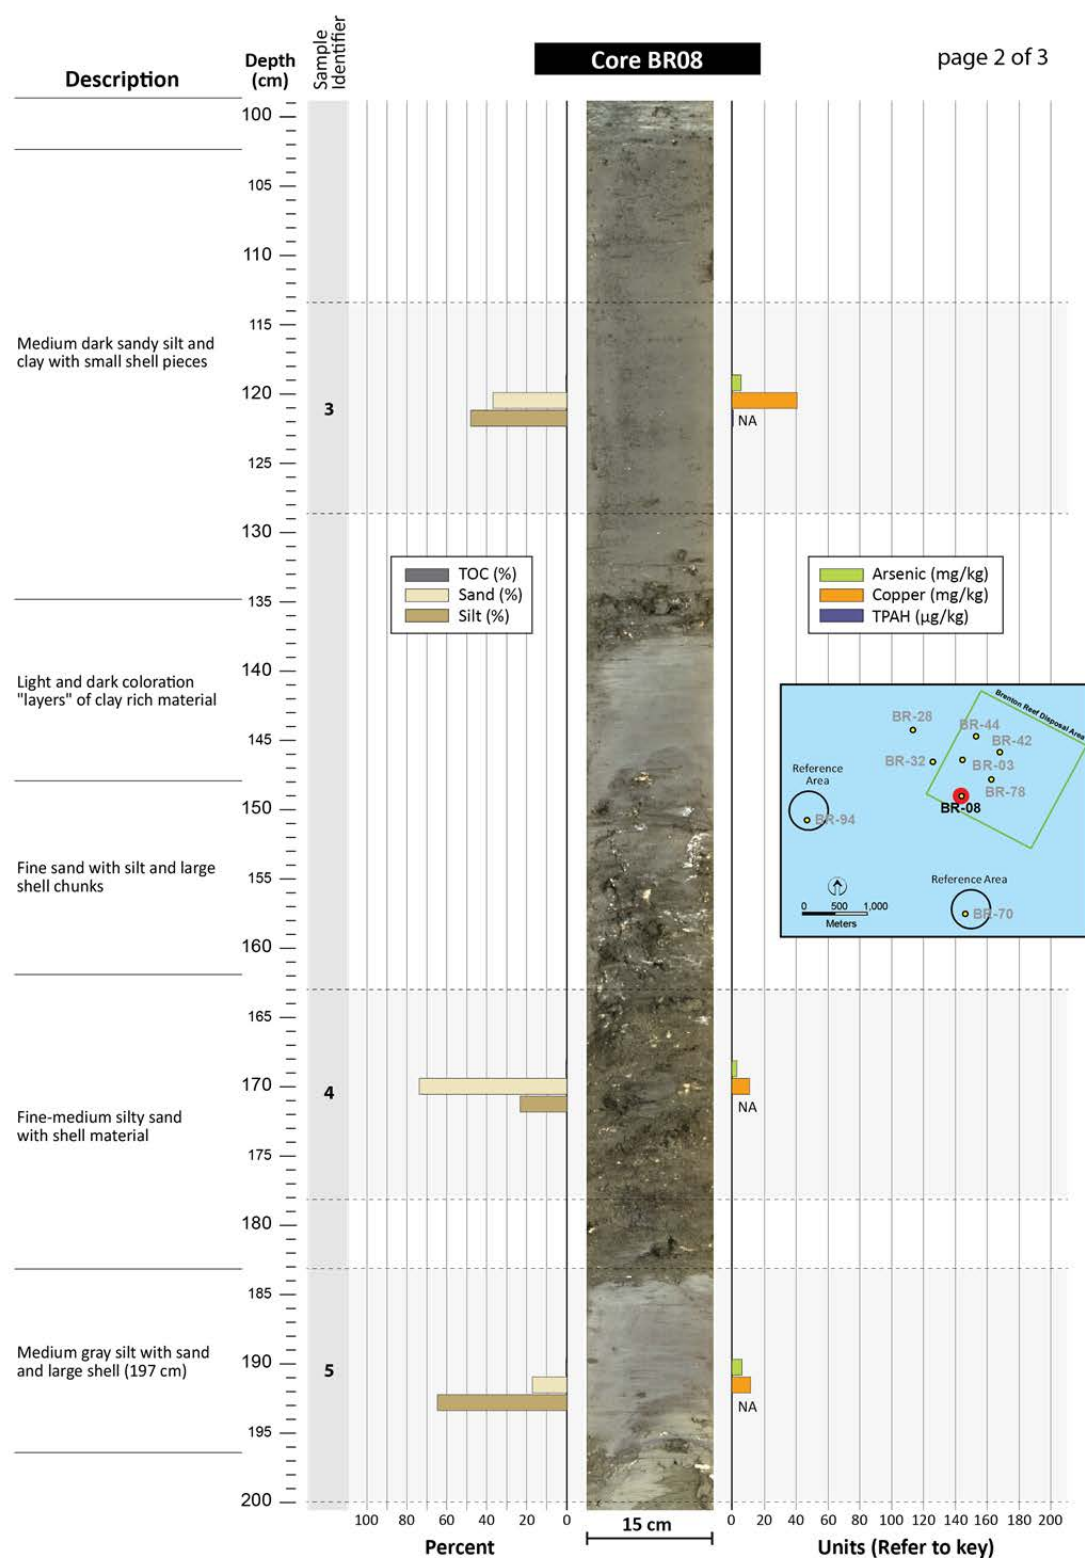 Core BR08
page 2 of 3
Description
Depth
(cm)
Sample
Identifier
100
105
110
115
120
125
130
135
140
145
150
155
160
165
170
175
180
185
190
195
200
Medium dark sandy silt and
clay with small shell pieces
Light and dark coloration
"layers" of clay rich material
Fine sand with silt and large
shell chunks
Fine-medium silty sand
with shell material
Medium gray silt with sand
and large shell (197 cm)
3
4
5
TOC (%)
Sand (%)
Silt (%)
NA
Arsenic (mg/kg)
Copper (mg/kg)
TPAH (µg/kg)
Brenton Reef Disposal Area
BR-28
BR-44
BR-42
BR-32
BR-03
BR-78
Reference
Area
BR-08
BR-94
Reference Area
BR-70
0 500 1,000
Meters
NA
NA
100 80 60 40 20 0
Percent
15 cm
0 20 40 60 80 100 120 140 160 180 200
Units (Refer to key)